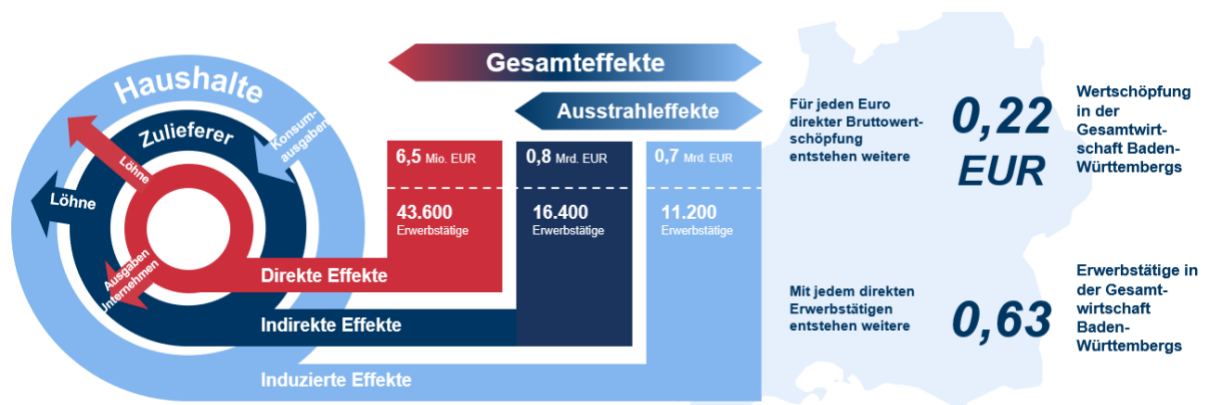 Haushalte
Zulieferer
Konsum-
ausgaben
Löhne
Löhne
Ausgaben
Unternehmen
Direkte Effekte
Indirekte Effekte
Induzierte Effekte
Gesamteffekte
Ausstrahleffekte
6,5 Mio. EUR
43.600
Erwerbstätige
0,8 Mrd. EUR
16.400
Erwerbstätige
0,7 Mrd. EUR
11.200
Erwerbstätige
Für jeden Euro
direkter Bruttowert-
schöpfung
entstehen weitere
0,22
EUR
Wertschöpfung
in der
Gesamtwirt-
schaft Baden-
Württembergs
Mit jedem direkten
Erwerbstätigen
entstehen weitere
0,63
Erwerbstätige in
der Gesamt-
wirtschaft
Baden-
Württembergs